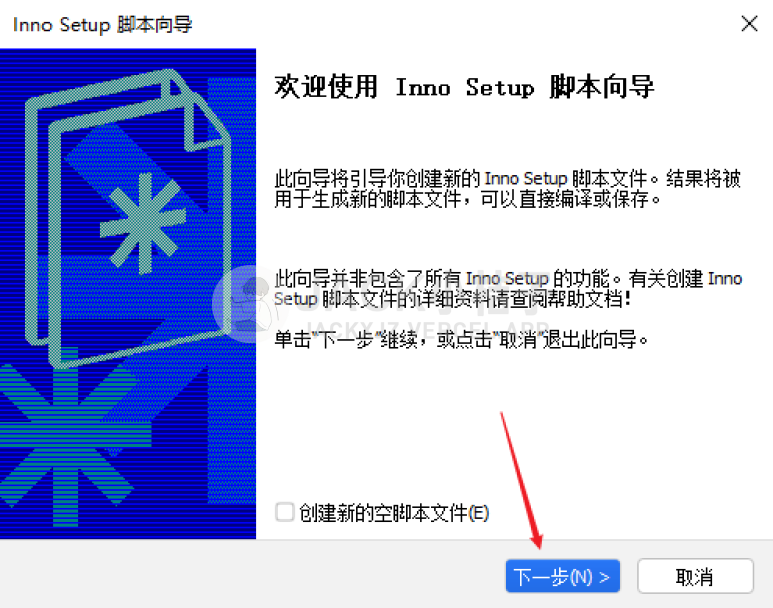 Inno Setup 脚本向导
欢迎使用 Inno Setup 脚本向导
此向导将引导你创建新的 Inno Setup 脚本文件。结果将被
用于生成新的脚本文件，可以直接编译或保存。
此向导并非包含了所有 Inno Setup 的功能。有关创建 Inno
Setup 脚本文件的详细资料请查阅帮助文档！
JACKXJ7.VERCEL.APP
单击"下一步"继续，或点击"取消"退出此向导。
创建新的空脚本文件(E)
下一步(N) >
取消